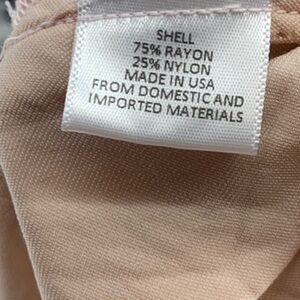 SHELL
75% RAYON
25% NYLON
MADE IN USA
FROM DOMESTIC AND
IMPORTED MATERIALS